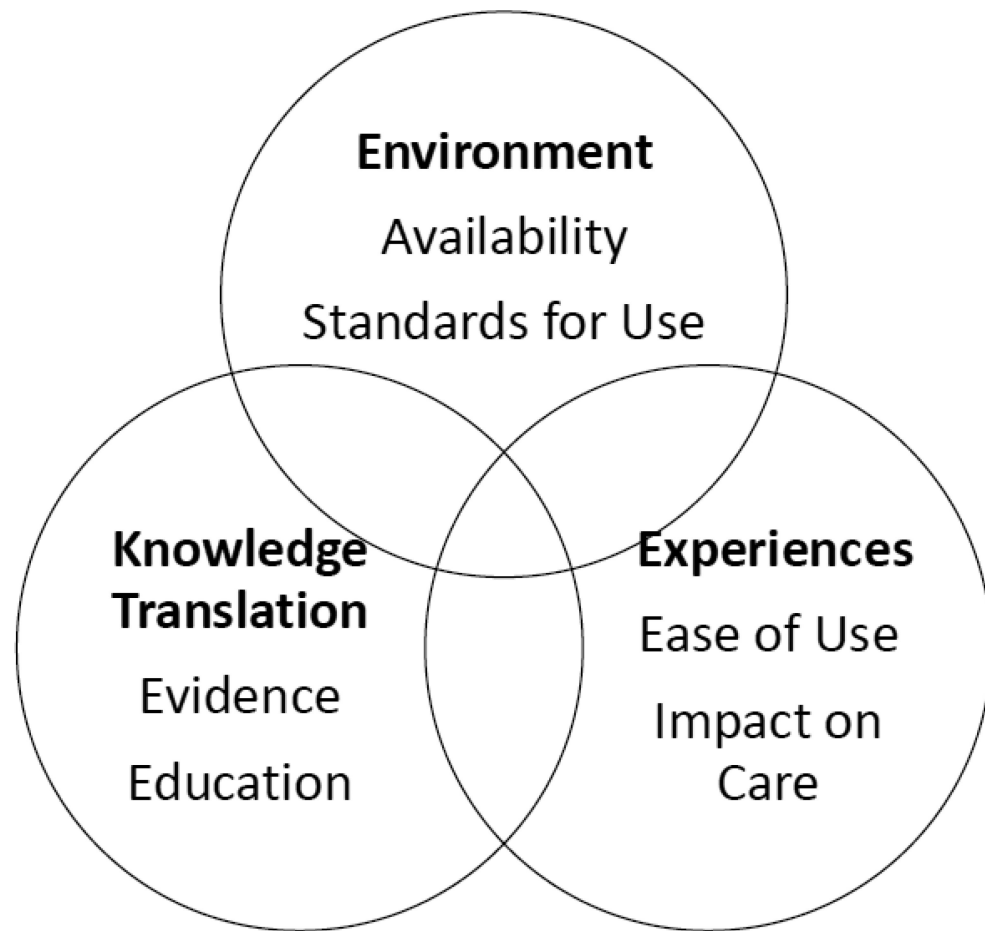 Environment
Availability
Standards for Use
Knowledge
Translation
Evidence
Education
Experiences
Ease of Use
Impact on
Care